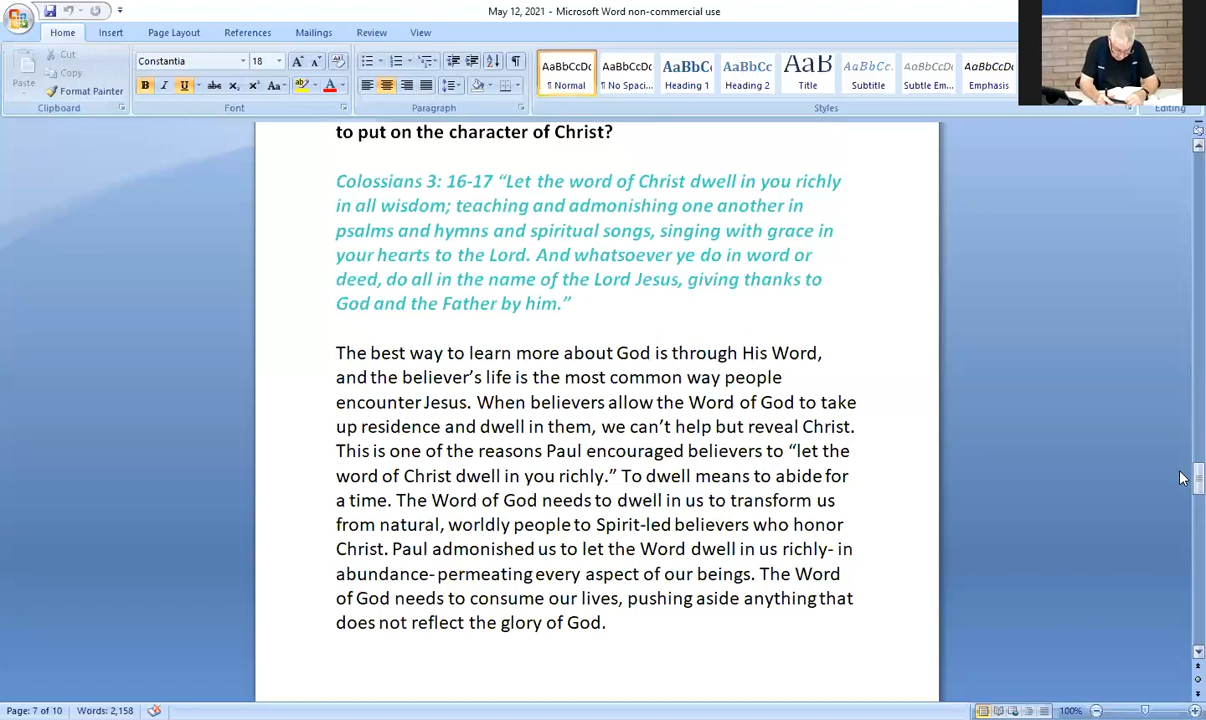 May 12, 2021 - Microsoft Word non-commercial use
Home Insert Page Layout References Mailings Review View
Paste
Cut
Copy
Format Painter
Clipboard
Constantia 18
B I U abc x₂ x² Aa
Font
Paragraph
AaBbCcDc AaBbCcDc AaBbC AaBbCc AaB AaBbCc. AaBbCcDc AaBbCcDc
¶ Normal ¶ No Spaci... Heading 1 Heading 2 Title Subtitle Subtle Em... Emphasis
Styles
Editing
to put on the character of Christ?
Colossians 3: 16-17 “Let the word of Christ dwell in you richly
in all wisdom; teaching and admonishing one another in
psalms and hymns and spiritual songs, singing with grace in
your hearts to the Lord. And whatsoever ye do in word or
deed, do all in the name of the Lord Jesus, giving thanks to
God and the Father by him.”
The best way to learn more about God is through His Word,
and the believer’s life is the most common way people
encounter Jesus. When believers allow the Word of God to take
up residence and dwell in them, we can’t help but reveal Christ.
This is one of the reasons Paul encouraged believers to “let the
word of Christ dwell in you richly.” To dwell means to abide for
a time. The Word of God needs to dwell in us to transform us
from natural, worldly people to Spirit-led believers who honor
Christ. Paul admonished us to let the Word dwell in us richly- in
abundance- permeating every aspect of our beings. The Word
of God needs to consume our lives, pushing aside anything that
does not reflect the glory of God.
Page: 7 of 10 Words: 2,158 100%